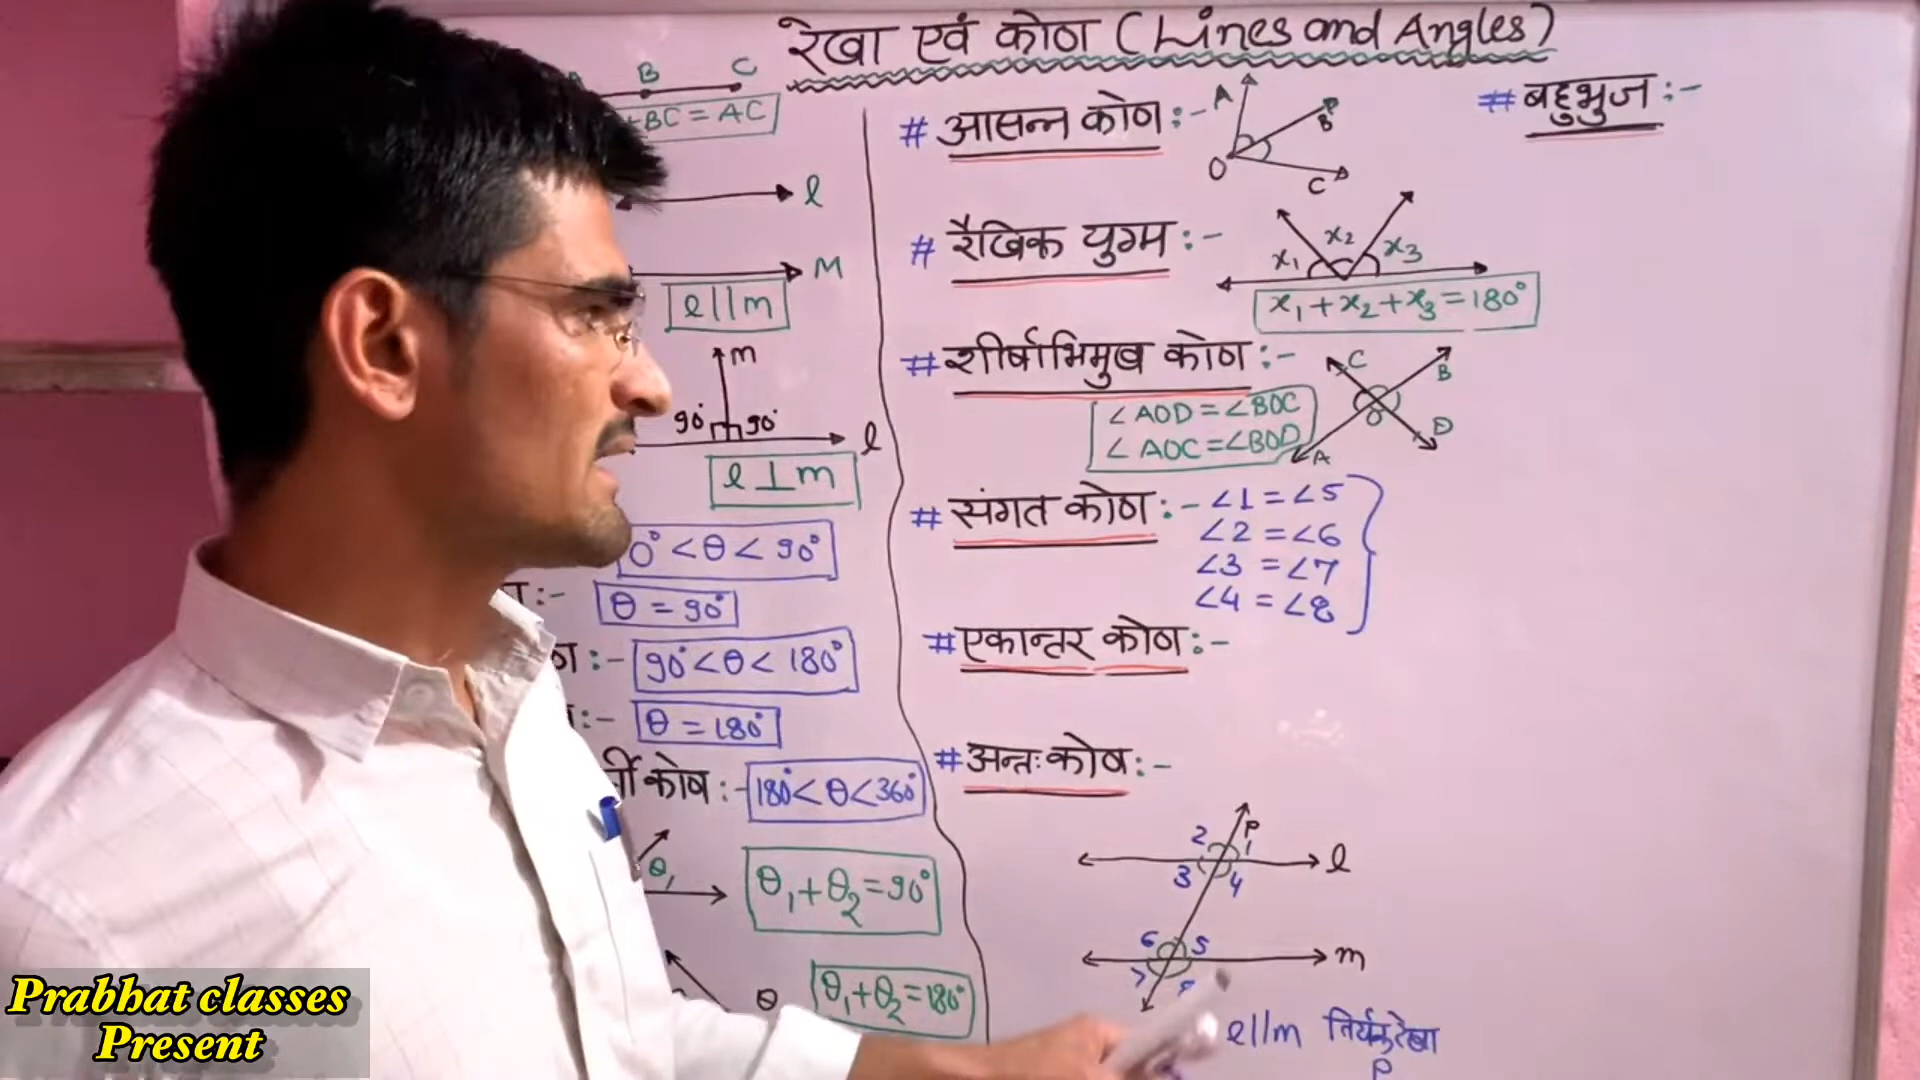 रेखा एवं कोण (Lines and Angles)
B C
+BC = AC
l
M
l||m
m
90° 90°
l
l⊥m
0° < θ < 90°
:- θ = 90°
ण :- 90° < θ < 180°
:- θ = 180°
कोण :- 180° < θ < 360°
θ₁
θ₁ + θ₂ = 90°
θ
θ₁ + θ₂ = 180°
# आसन्न कोण :-
A
B
O
C
# रैखिक युग्म :-
x₁ x₂ x₃
x₁ + x₂ + x₃ = 180°
# शीर्षाभिमुख कोण :-
∠AOD = ∠BOC
∠AOC = ∠BOD
C B
O
A D
# संगत कोण :- ∠1 = ∠5
∠2 = ∠6
∠3 = ∠7
∠4 = ∠8
# एकान्तर कोण :-
# अन्तः कोण :-
2 P 1
l
3 4
6 5
m
7 8
l||m तिर्यक रेखा
P
# बहुभुज :-
Prabhat classes
Present